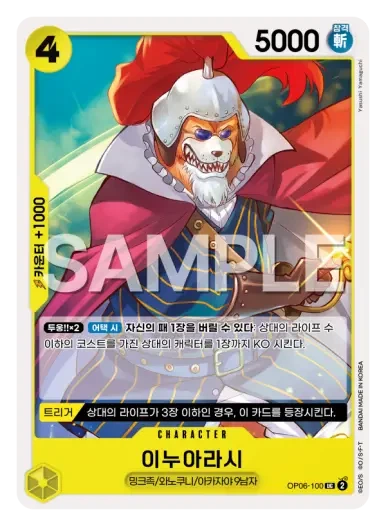 4
5000
참격
斬
Yasushi Yamaguchi
카운터 +1000
SAMPLE
두웅!!×2 어택 시 자신의 패 1장을 버릴 수 있다: 상대의 라이프 수
이하의 코스트를 가진 상대의 캐릭터를 1장까지 KO 시킨다.
트리거 상대의 라이프가 3장 이하인 경우, 이 카드를 등장시킨다.
CHARACTER
이누아라시
밍크족/와노쿠니/아카자야 9남자
OP06-100 UC 2
©E.O/S ©O/S·F·T BANDAI MADE IN KOREA